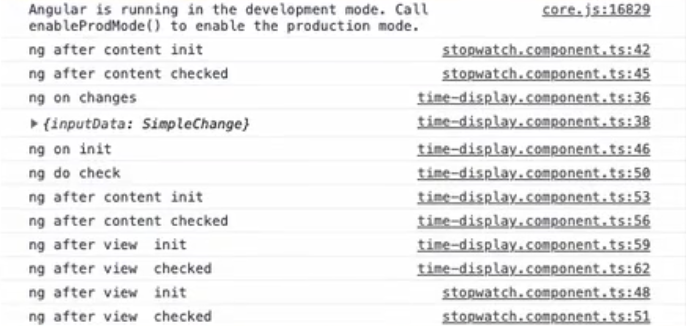 Angular is running in the development mode. Call core.js:16829
enableProdMode() to enable the production mode.
ng after content init stopwatch.component.ts:42
ng after content checked stopwatch.component.ts:45
ng on changes time-display.component.ts:36
▶ {inputData: SimpleChange} time-display.component.ts:38
ng on init time-display.component.ts:46
ng do check time-display.component.ts:50
ng after content init time-display.component.ts:53
ng after content checked time-display.component.ts:56
ng after view  init time-display.component.ts:59
ng after view  checked time-display.component.ts:62
ng after view  init stopwatch.component.ts:48
ng after view  checked stopwatch.component.ts:51